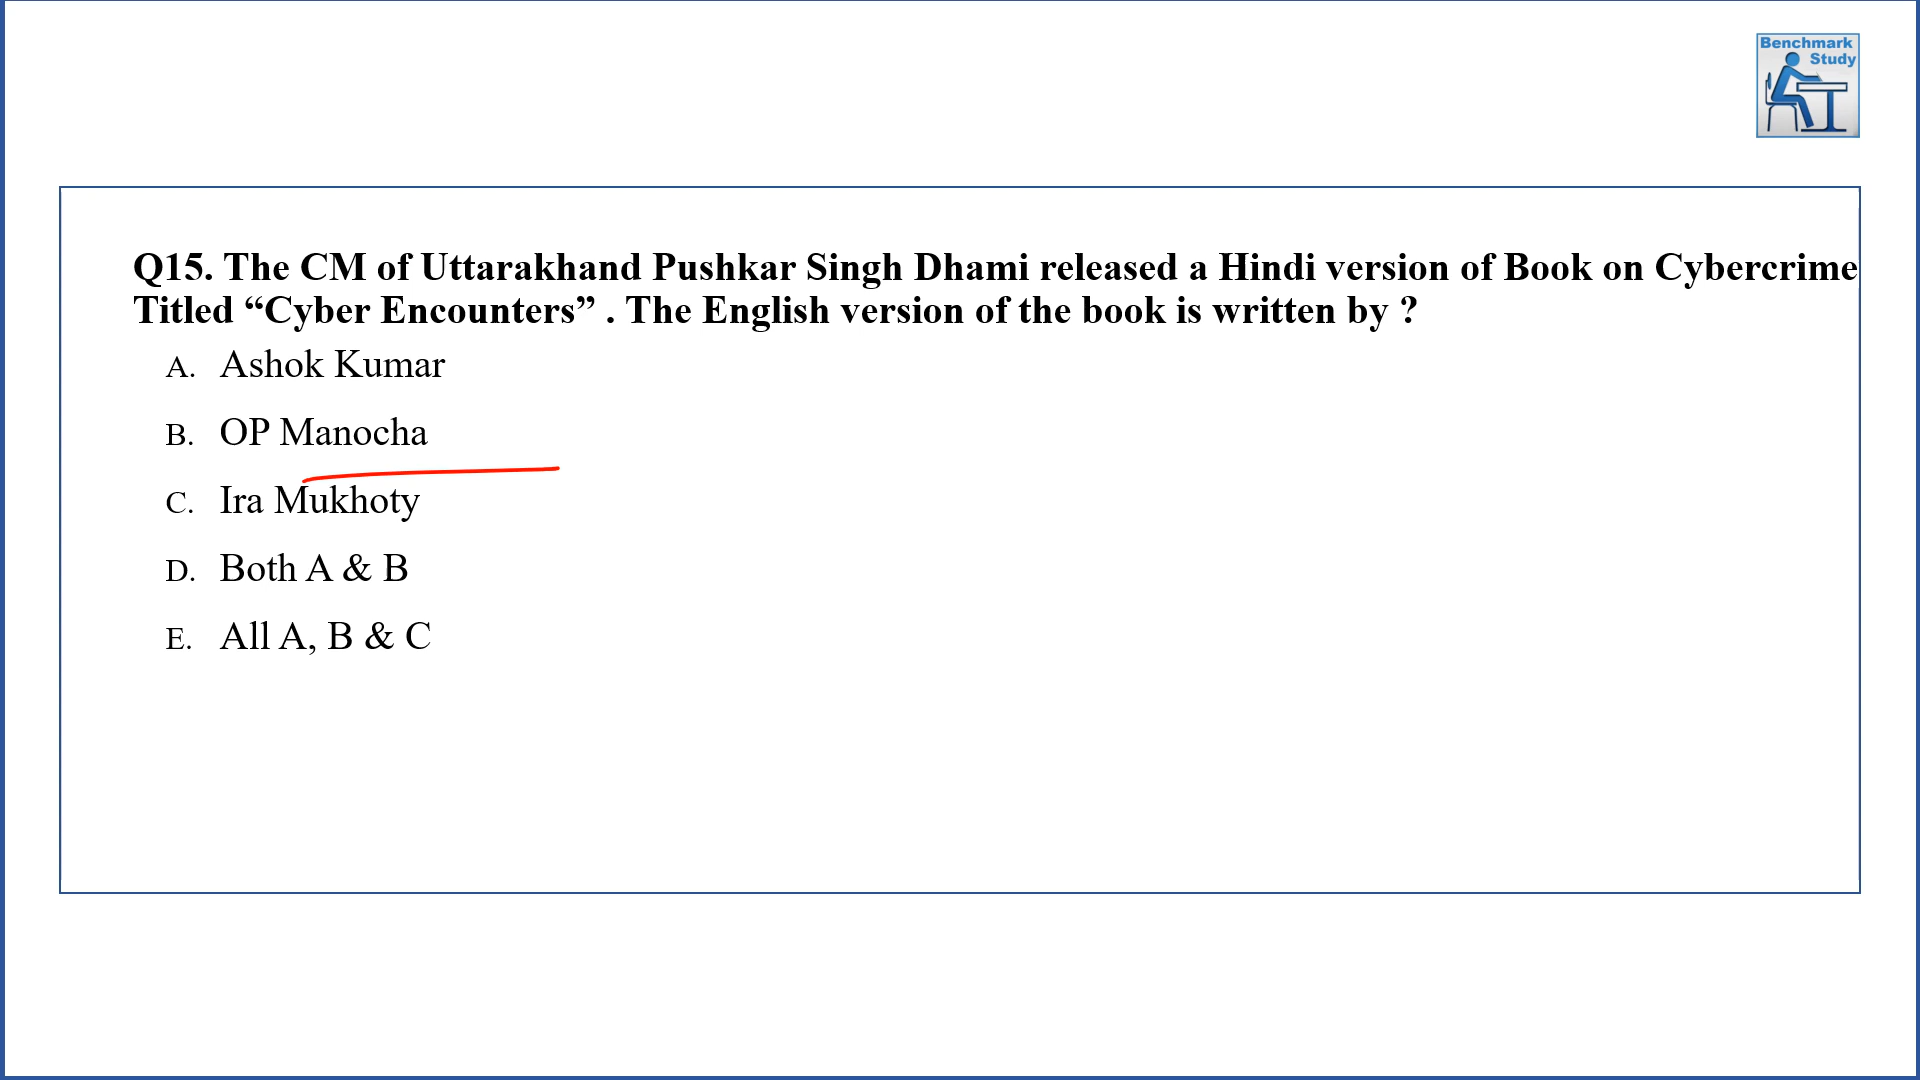 Benchmark
Study
Q15. The CM of Uttarakhand Pushkar Singh Dhami released a Hindi version of Book on Cybercrime
Titled “Cyber Encounters” . The English version of the book is written by ?
A. Ashok Kumar
B. OP Manocha
C. Ira Mukhoty
D. Both A & B
E. All A, B & C